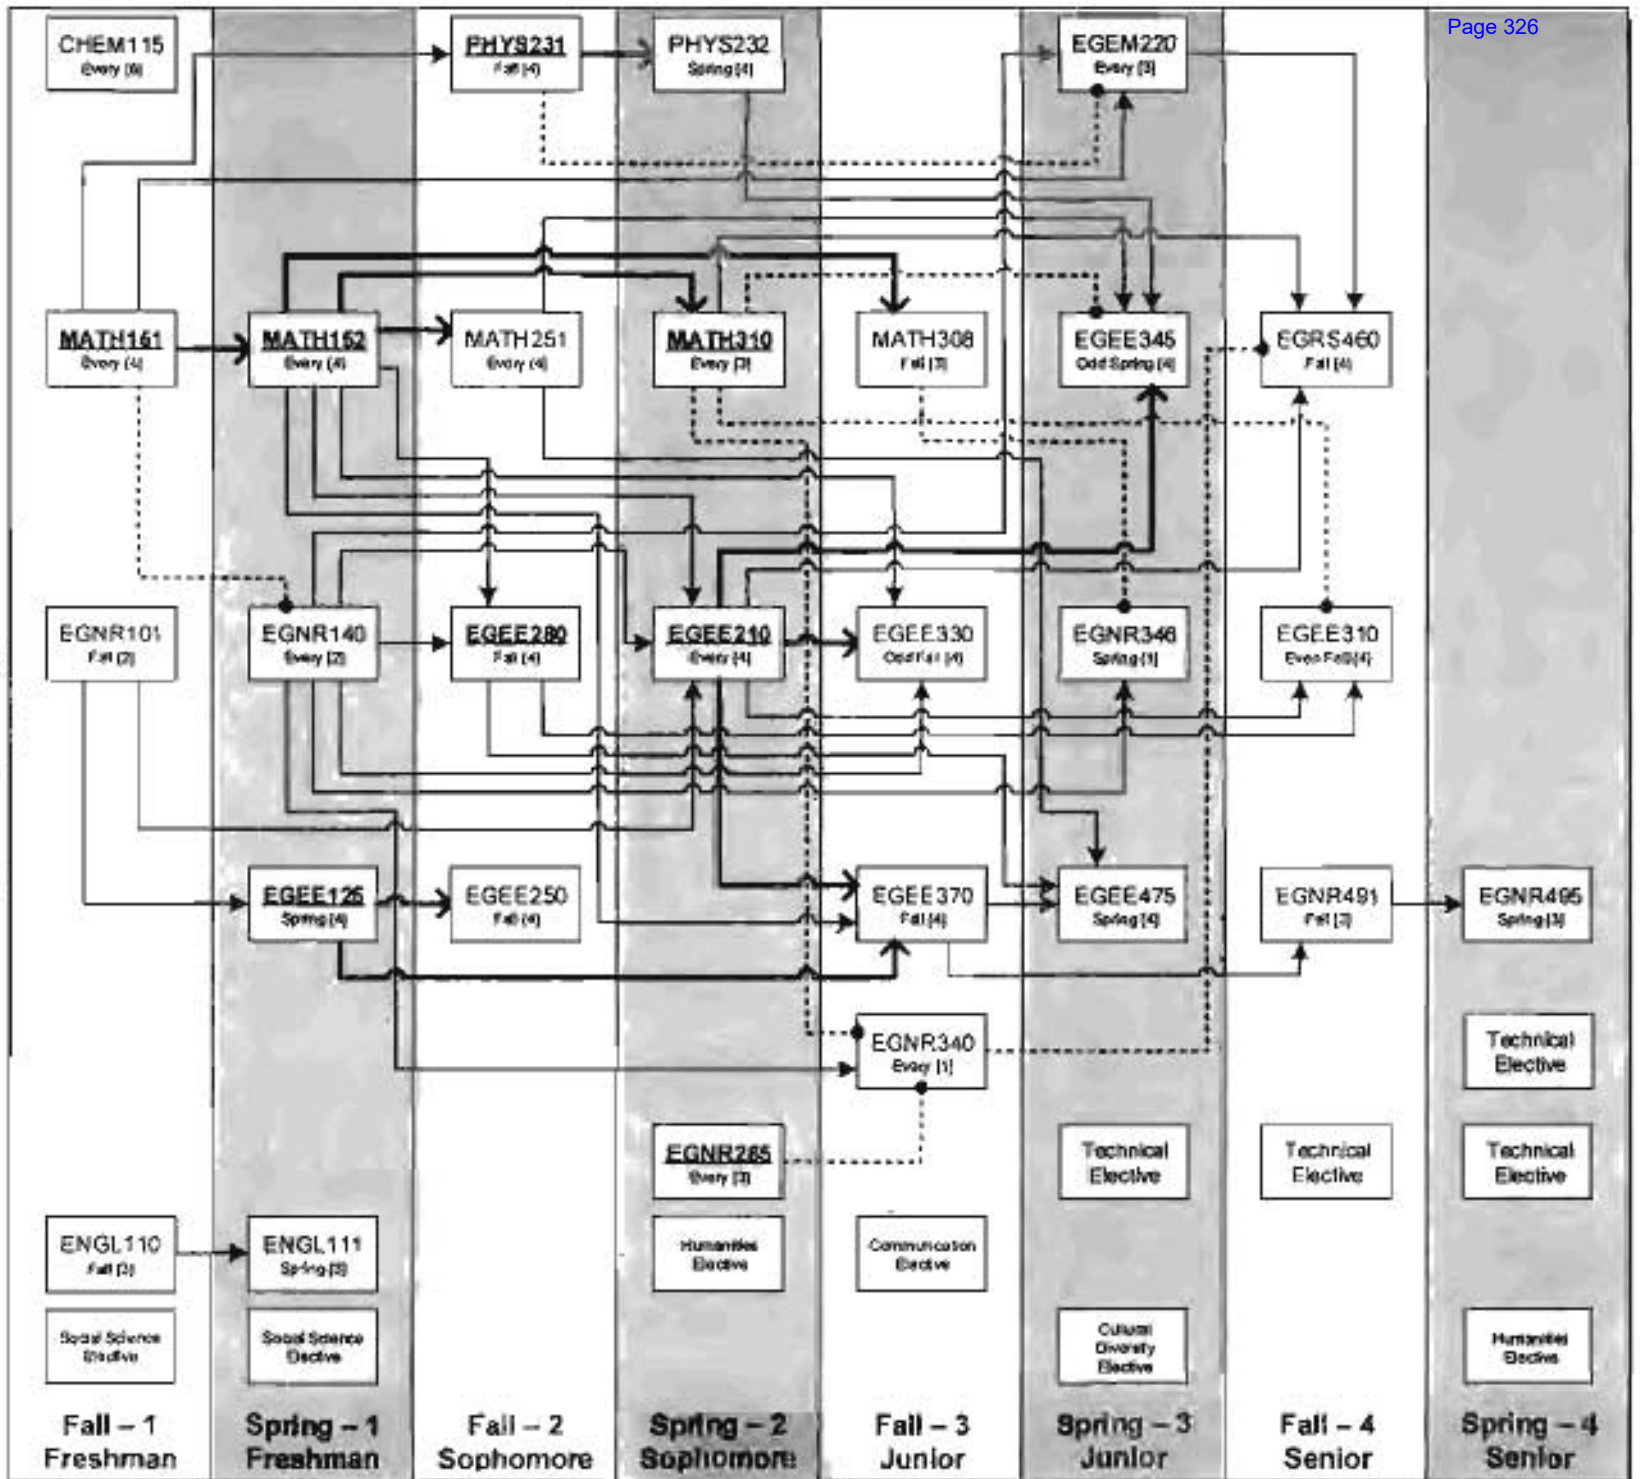 Page 326
CHEM115
Every [5]
PHYS231
Fall [4]
PHYS232
Spring [4]
EGEM220
Every [3]
MATH151
Every [4]
MATH152
Every [4]
MATH251
Every [4]
MATH310
Every [3]
MATH308
Fall [3]
EGEE345
Odd Spring [4]
EGRS460
Fall [4]
EGNR101
Fall [2]
EGNR140
Every [2]
EGEE280
Fall [4]
EGEE210
Every [4]
EGEE330
Odd Fall [4]
EGNR346
Spring [1]
EGEE310
Even Fall [4]
EGEE125
Spring [4]
EGEE250
Fall [4]
EGEE370
Fall [4]
EGEE475
Spring [4]
EGNR491
Fall [3]
EGNR495
Spring [3]
EGNR340
Every [1]
Technical
Elective
EGNR265
Every [3]
Technical
Elective
Technical
Elective
Technical
Elective
ENGL110
Fall [3]
ENGL111
Spring [3]
Humanities
Elective
Communication
Elective
Social Science
Elective
Social Science
Elective
Cultural
Diversity
Elective
Humanities
Elective
Fall – 1
Freshman
Spring – 1
Freshman
Fall – 2
Sophomore
Spring – 2
Sophomore
Fall – 3
Junior
Spring – 3
Junior
Fall – 4
Senior
Spring – 4
Senior